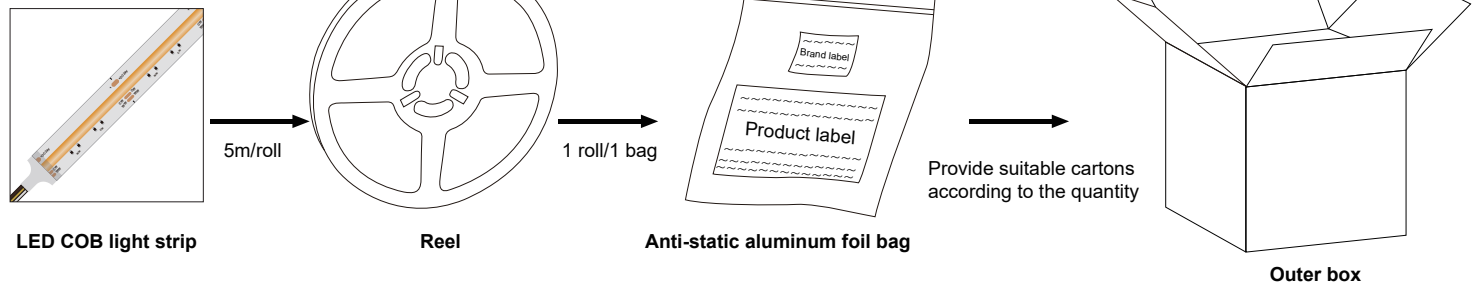 5m/roll
1 roll/1 bag
Brand label
Product label
Provide suitable cartons
according to the quantity
LED COB light strip
Reel
Anti-static aluminum foil bag
Outer box